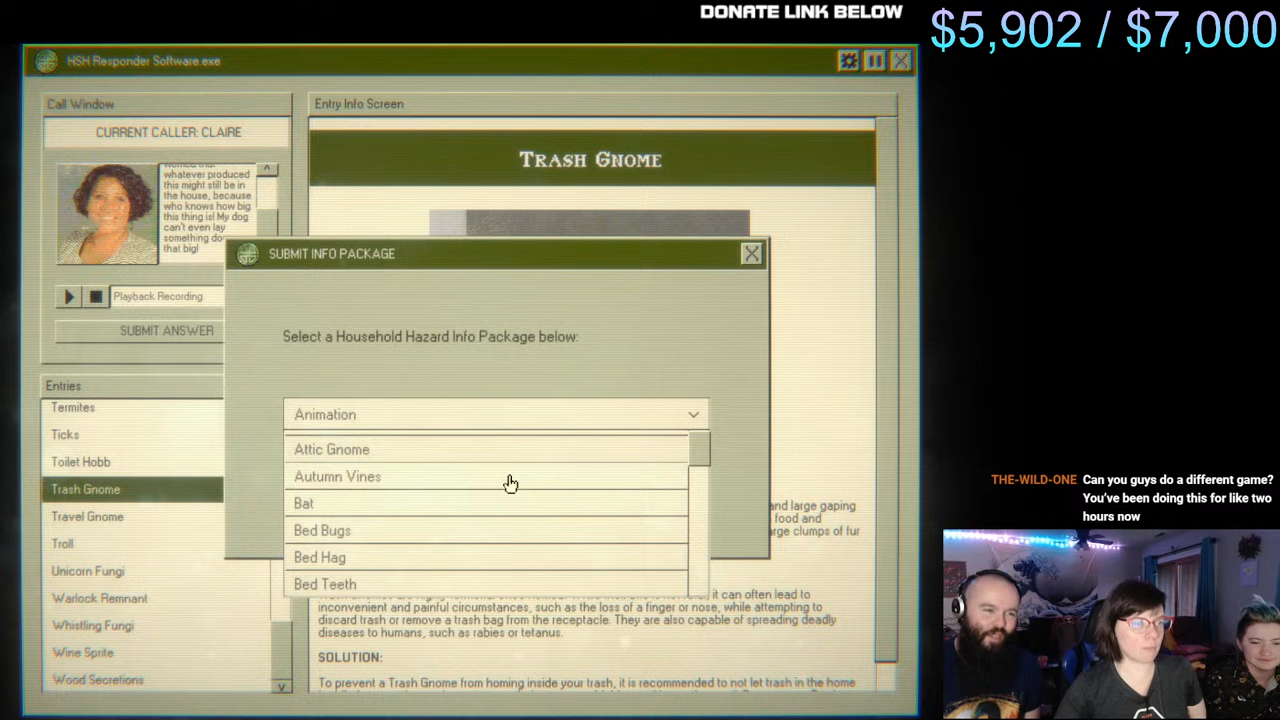 DONATE LINK BELOW
$5,902 / $7,000
HSH Responder Software.exe
Call Window
CURRENT CALLER: CLAIRE
whatever produced
this might still be in
the house, because
who knows how big
this thing is! My dog
can't even lay
something do
that big!
Playback Recording
SUBMIT ANSWER
Entries
Termites
Ticks
Toilet Hobb
Trash Gnome
Travel Gnome
Troll
Unicorn Fungi
Warlock Remnant
Whistling Fungi
Wine Sprite
Wood Secretions
Entry Info Screen
TRASH GNOME
SUBMIT INFO PACKAGE
Select a Household Hazard Info Package below:
Animation
Attic Gnome
Autumn Vines
Bat
Bed Bugs
Bed Hag
Bed Teeth
and large gaping
food and
large clumps of fur
it can often lead to
inconvenient and painful circumstances, such as the loss of a finger or nose, while attempting to
discard trash or remove a trash bag from the receptacle. They are also capable of spreading deadly
diseases to humans, such as rabies or tetanus.
SOLUTION:
To prevent a Trash Gnome from homing inside your trash, it is recommended to not let trash in the home
THE-WILD-ONE Can you guys do a different game?
You've been doing this for like two
hours now